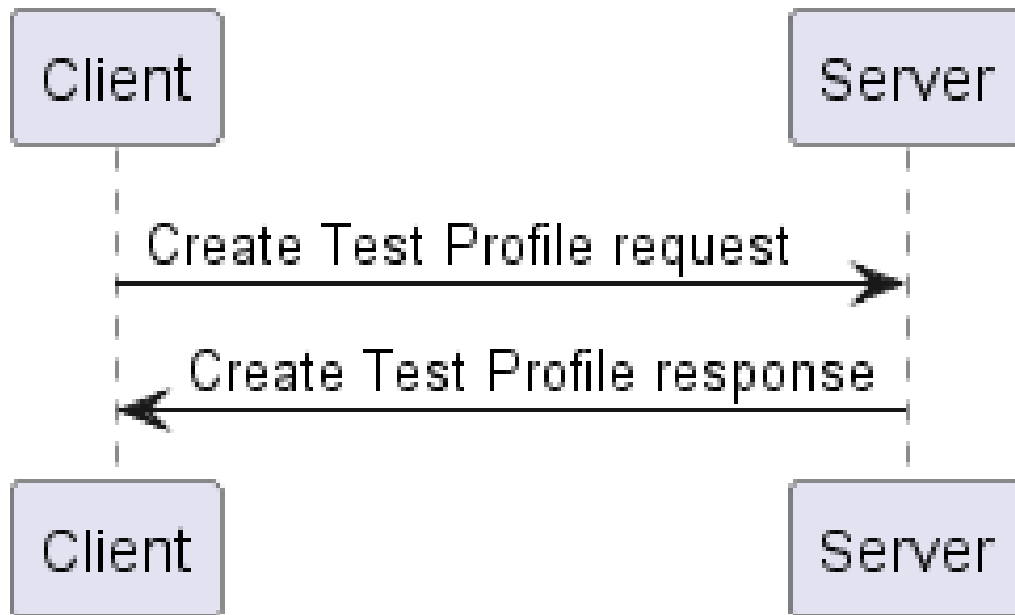 Client
Server
Create Test Profile request
Create Test Profile response
Client
Server